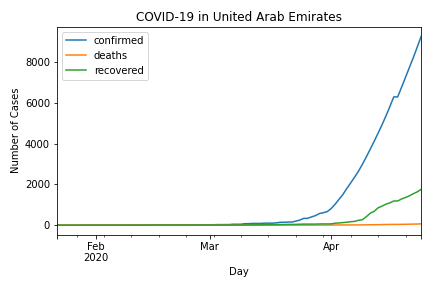 COVID-19 in United Arab Emirates
confirmed
deaths
recovered
Number of Cases
8000
6000
4000
2000
0
Feb
2020
Mar
Apr
Day